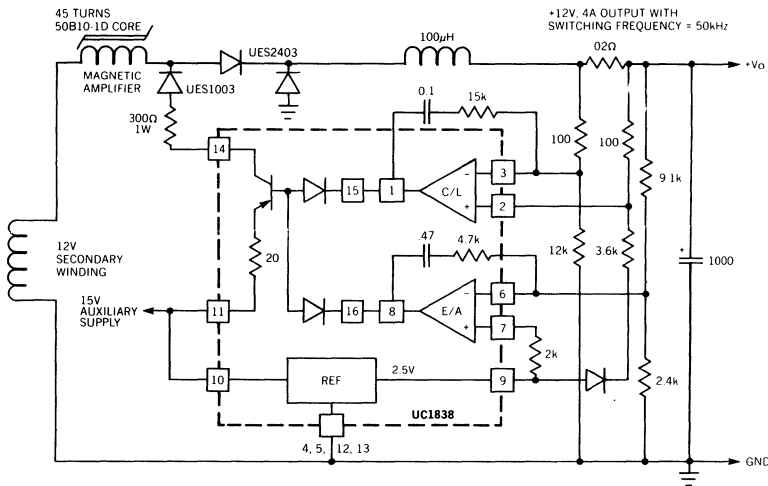 45 TURNS
50B10-1D CORE
MAGNETIC
AMPLIFIER
UES2403
UES1003
100μH
+12V, 4A OUTPUT WITH
SWITCHING FREQUENCY = 50kHz
02Ω
+Vo
300Ω
1W
0.1
15k
100
100
9 1k
14
15
1
C/L
-
+
3
2
12V
SECONDARY
WINDING
20
.47
4.7k
12k
3.6k
+
1000
15V
AUXILIARY
SUPPLY
11
16
8
E/A
-
+
6
7
2k
10
REF
2.5V
9
2.4k
UC1838
4, 5, 12, 13
GND